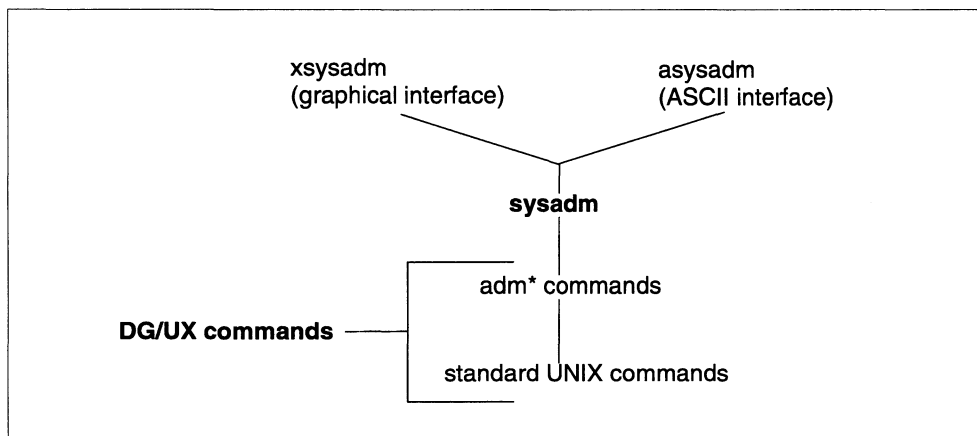 xsysadm
(graphical interface)
asysadm
(ASCII interface)
sysadm
adm* commands
DG/UX commands
standard UNIX commands